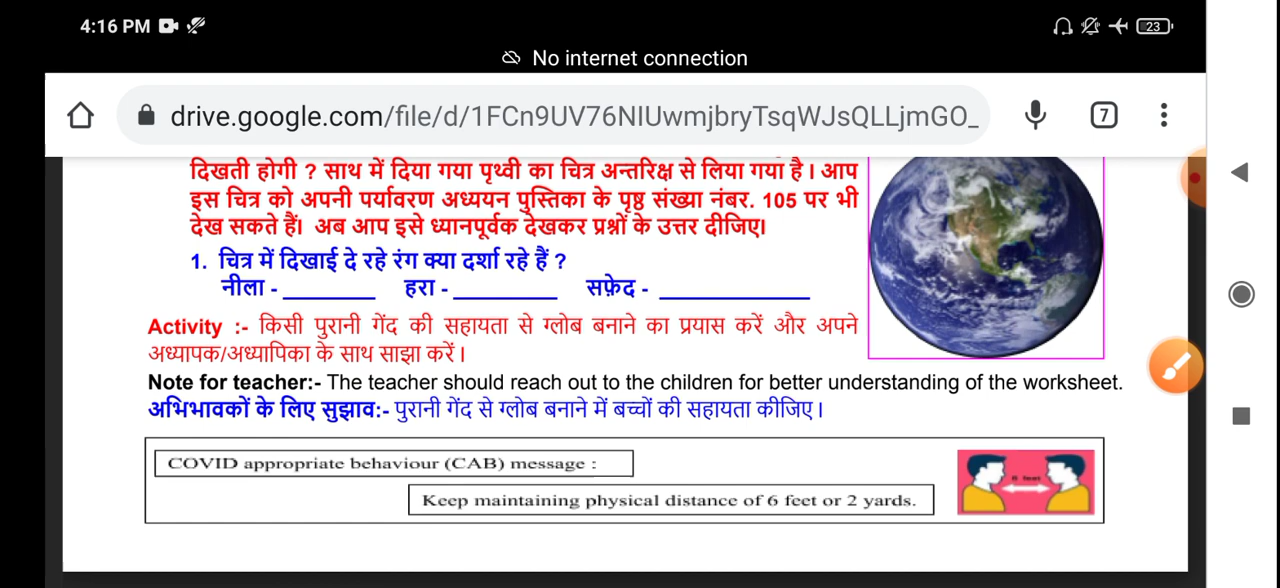 4:16 PM
23
No internet connection
drive.google.com/file/d/1FCn9UV76NIUwmjbryTsqWJsQLLjmGO_
7
दिखती होगी ? साथ में दिया गया पृथ्वी का चित्र अन्तरिक्ष से लिया गया है। आप
इस चित्र को अपनी पर्यावरण अध्ययन पुस्तिका के पृष्ठ संख्या नंबर. 105 पर भी
देख सकते हैं। अब आप इसे ध्यानपूर्वक देखकर प्रश्नों के उत्तर दीजिए।
1. चित्र में दिखाई दे रहे रंग क्या दर्शा रहे हैं ?
नीला - ________ हरा - _________ सफ़ेद - _____________
Activity :- किसी पुरानी गेंद की सहायता से ग्लोब बनाने का प्रयास करें और अपने
अध्यापक/अध्यापिका के साथ साझा करें।
Note for teacher:- The teacher should reach out to the children for better understanding of the worksheet.
अभिभावकों के लिए सुझाव:- पुरानी गेंद से ग्लोब बनाने में बच्चों की सहायता कीजिए।
COVID appropriate behaviour (CAB) message :
Keep maintaining physical distance of 6 feet or 2 yards.
6 feet